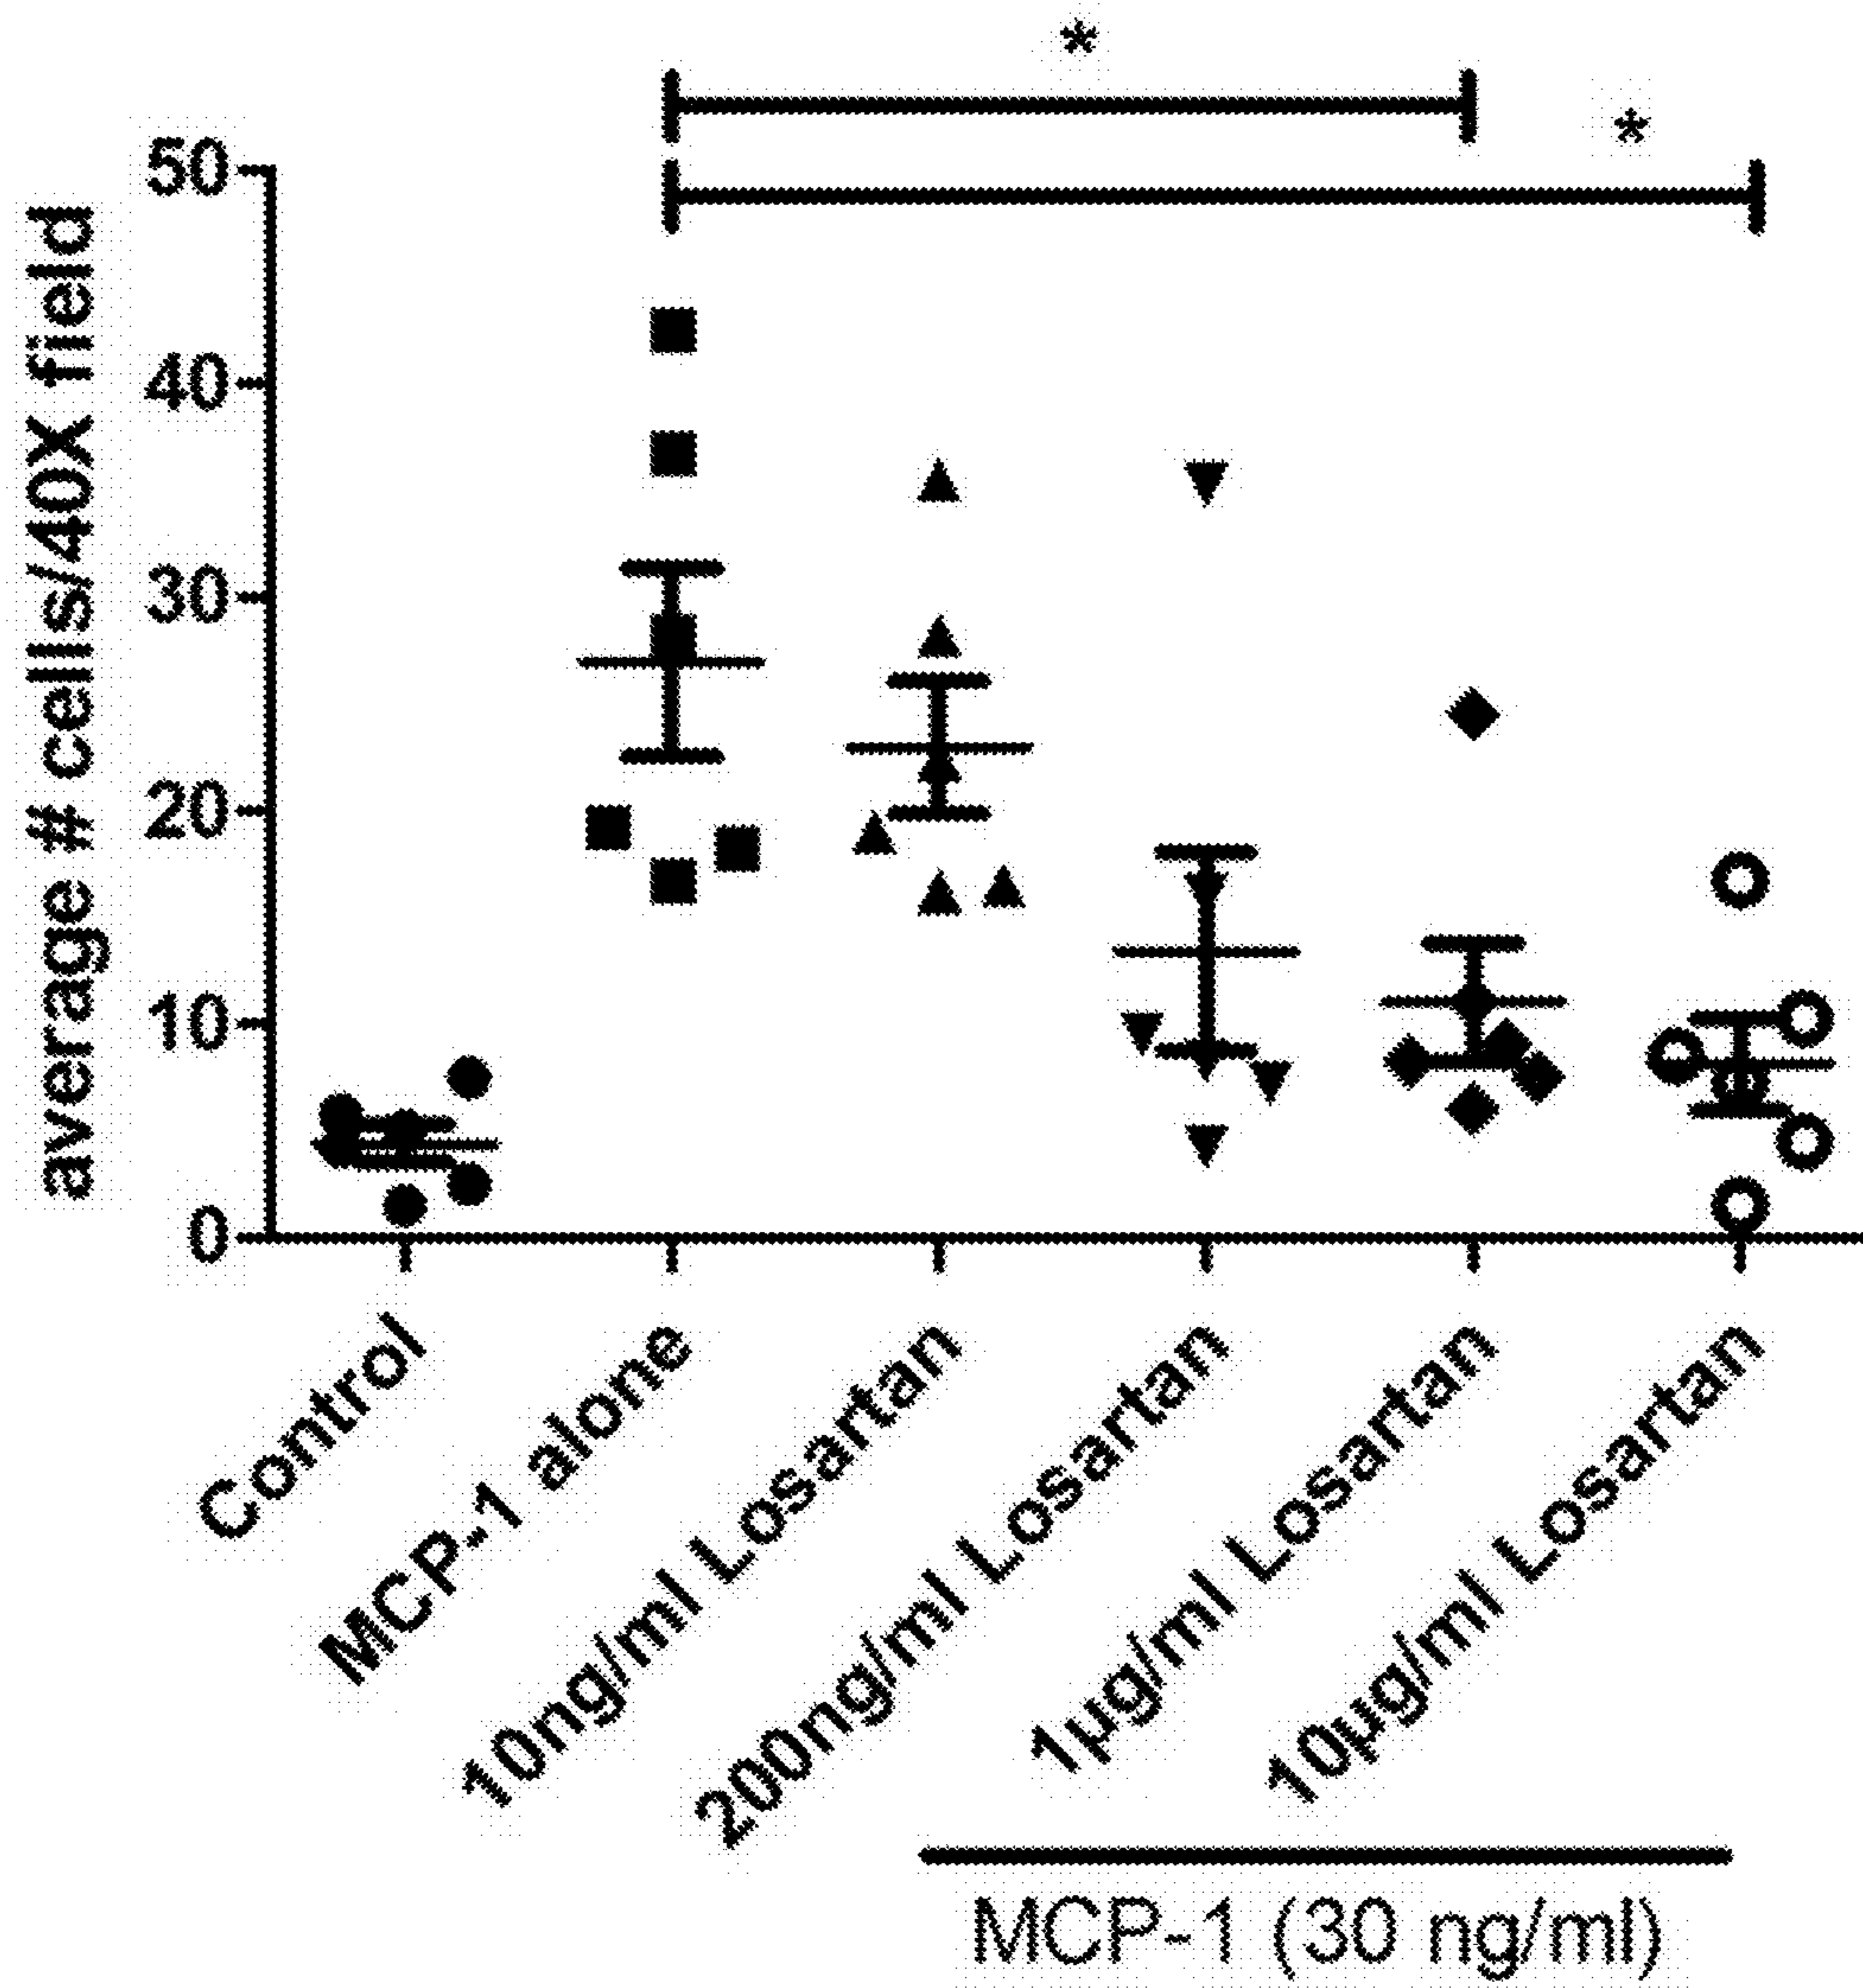 *
*
average # cells/40X field
50
40
30
20
10
0
Control
MCP-1 alone
10ng/ml Losartan
200ng/ml Losartan
1µg/ml Losartan
10µg/ml Losartan
MCP-1 (30 ng/ml)